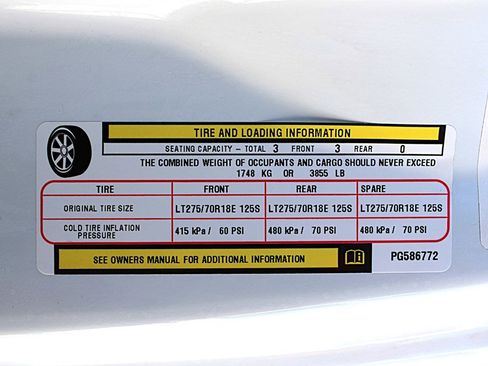 TIRE AND LOADING INFORMATION
SEATING CAPACITY - TOTAL 3 FRONT 3 REAR 0
THE COMBINED WEIGHT OF OCCUPANTS AND CARGO SHOULD NEVER EXCEED
1748 KG OR 3855 LB
TIRE FRONT REAR SPARE
ORIGINAL TIRE SIZE LT275/70R18E 125S LT275/70R18E 125S LT275/70R18E 125S
COLD TIRE INFLATION PRESSURE 415 kPa / 60 PSI 480 kPa / 70 PSI 480 kPa / 70 PSI
SEE OWNERS MANUAL FOR ADDITIONAL INFORMATION PG586772